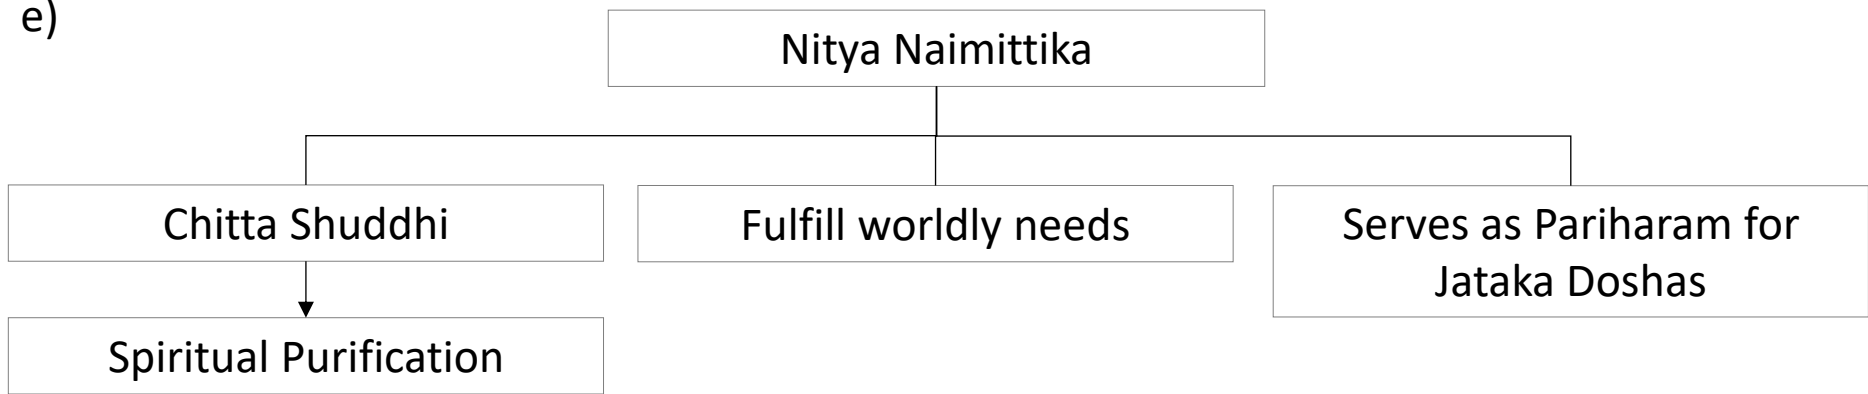 e)
Nitya Naimittika
Chitta Shuddhi
Fulfill worldly needs
Serves as Pariharam for
Jataka Doshas
Spiritual Purification